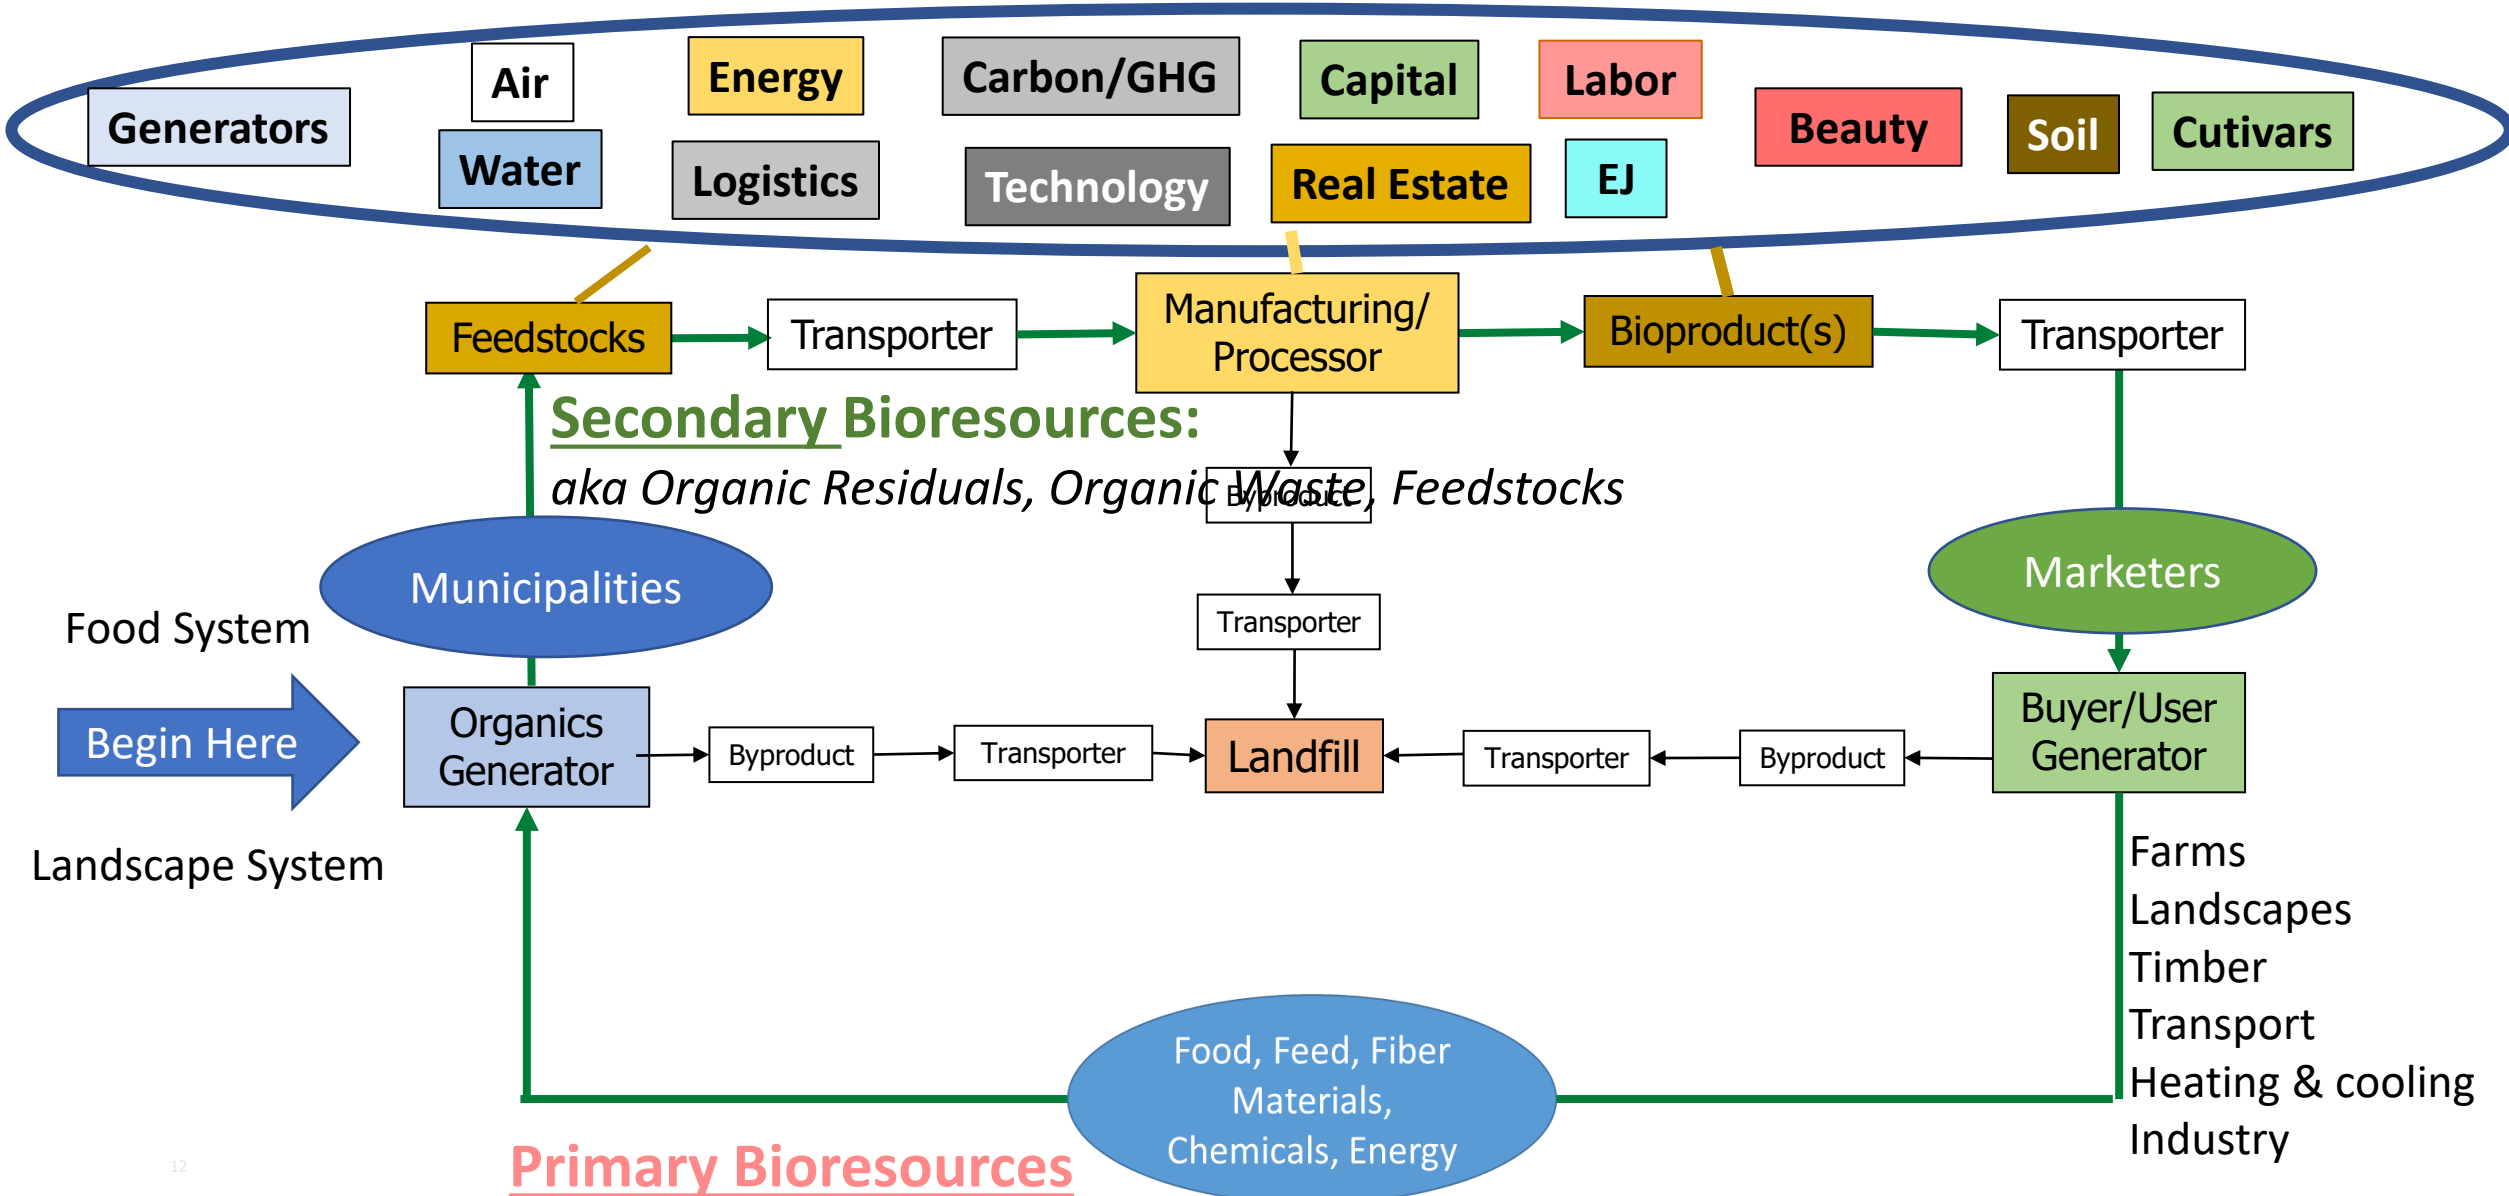 Generators
Air
Water
Energy
Logistics
Carbon/GHG
Technology
Capital
Real Estate
Labor
EJ
Beauty
Soil
Cutivars
Feedstocks
Transporter
Manufacturing/
Processor
Bioproduct(s)
Transporter
Secondary Bioresources:
aka Organic Residuals, Organic Waste, Feedstocks
Byproduct
Municipalities
Marketers
Transporter
Food System
Begin Here
Landscape System
Organics
Generator
Byproduct
Transporter
Landfill
Transporter
Byproduct
Buyer/User
Generator
Farms
Landscapes
Timber
Transport
Heating & cooling
Industry
Food, Feed, Fiber
Materials,
Chemicals, Energy
Primary Bioresources
12